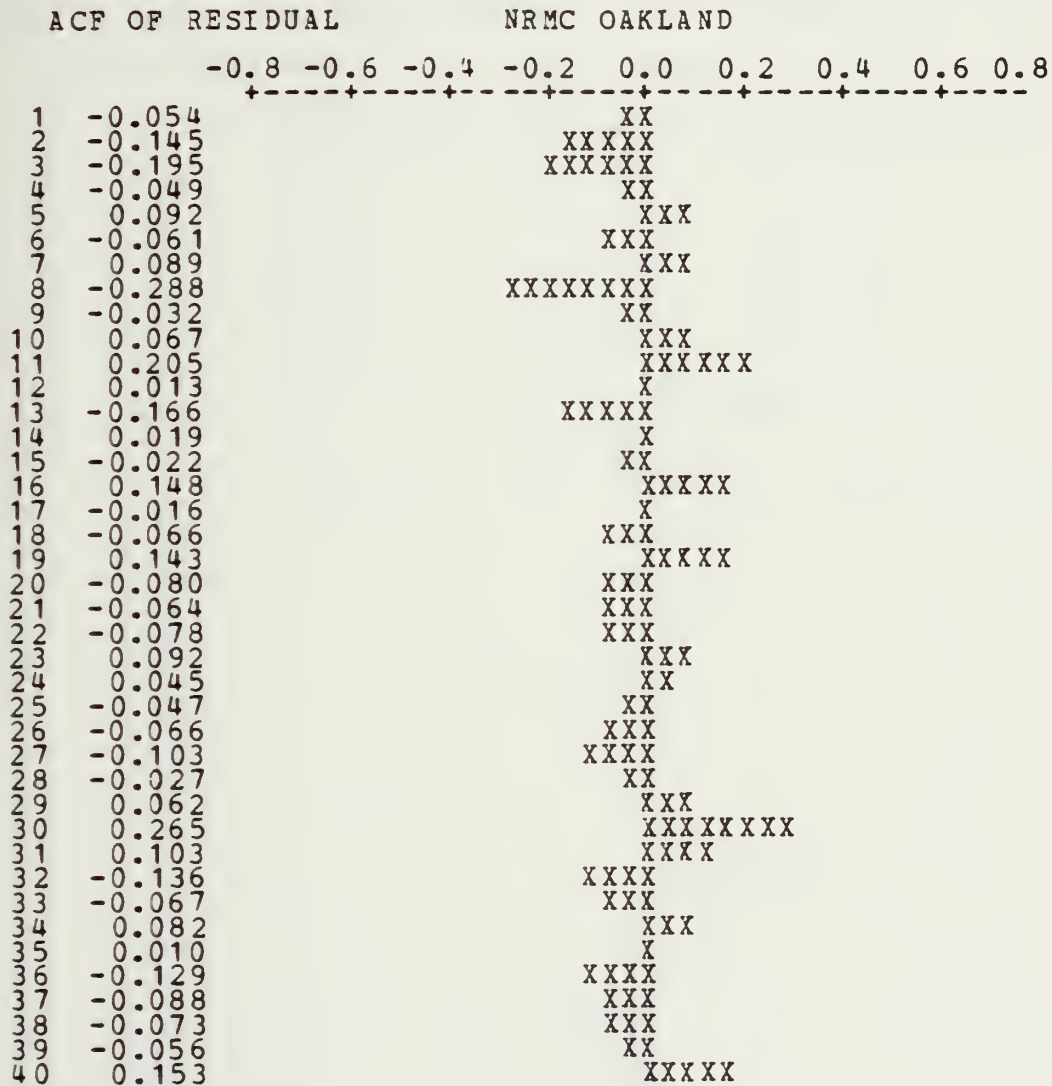 ACF OF RESIDUAL NRMC OAKLAND
-0.8 -0.6 -0.4 -0.2 0.0 0.2 0.4 0.6 0.8
+----+----+----+----+----+----+----+----
1 -0.054 XX
2 -0.145 XXXXX
3 -0.195 XXXXXX
4 -0.049 XX
5 0.092 XXX
6 -0.061 XXX
7 0.089 XXX
8 -0.288 XXXXXXXX
9 -0.032 XX
10 0.067 XXX
11 0.205 XXXXXX
12 0.013 X
13 -0.166 XXXXX
14 0.019 X
15 -0.022 XX
16 0.148 XXXXX
17 -0.016 X
18 -0.066 XXX
19 0.143 XXXXX
20 -0.080 XXX
21 -0.064 XXX
22 -0.078 XXX
23 0.092 XXX
24 0.045 XX
25 -0.047 XX
26 -0.066 XXX
27 -0.103 XXXX
28 -0.027 XX
29 0.062 XXX
30 0.265 XXXXXXXX
31 0.103 XXXX
32 -0.136 XXXX
33 -0.067 XXX
34 0.082 XXX
35 0.010 X
36 -0.129 XXXX
37 -0.088 XXX
38 -0.073 XXX
39 -0.056 XX
40 0.153 XXXXX